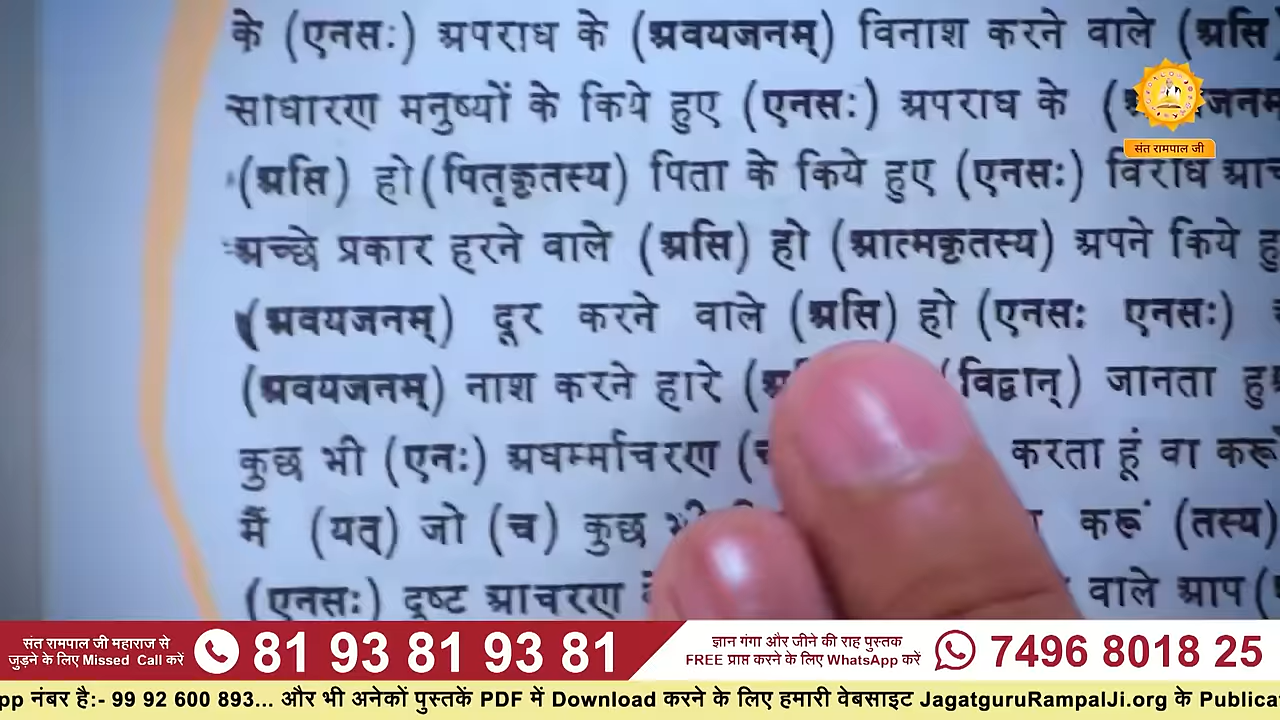 के (एनसः) अपराध के (अवयजनम्) विनाश करने वाले (असि)
साधारण मनुष्यों के किये हुए (एनसः) अपराध के
संत रामपाल जी
(असि) हो (पितृकृतस्य) पिता के किये हुए (एनसः) विरोध
अच्छे प्रकार हरने वाले (असि) हो (आत्मकृतस्य) अपने किये
(अवयजनम्) दूर करने वाले (असि) हो (एनसः एनसः)
(अवयजनम्) नाश करने हारे (विद्वान्) जानता
कुछ भी (एनः) अधर्म्माचरण करता हूं वा करूं
मैं (यत्) जो (च) कुछ करूं (तस्य)
(एनसः) दुष्ट आचरण वाले आप
संत रामपाल जी महाराज से
जुड़ने के लिए Missed Call करें
81 93 81 93 81
ज्ञान गंगा और जीने की राह पुस्तक
FREE प्राप्त करने के लिए WhatsApp करें
7496 8018 25
pp नंबर है:- 99 92 600 893... और भी अनेकों पुस्तकें PDF में Download करने के लिए हमारी वेबसाइट JagatguruRampalJi.org के Publica